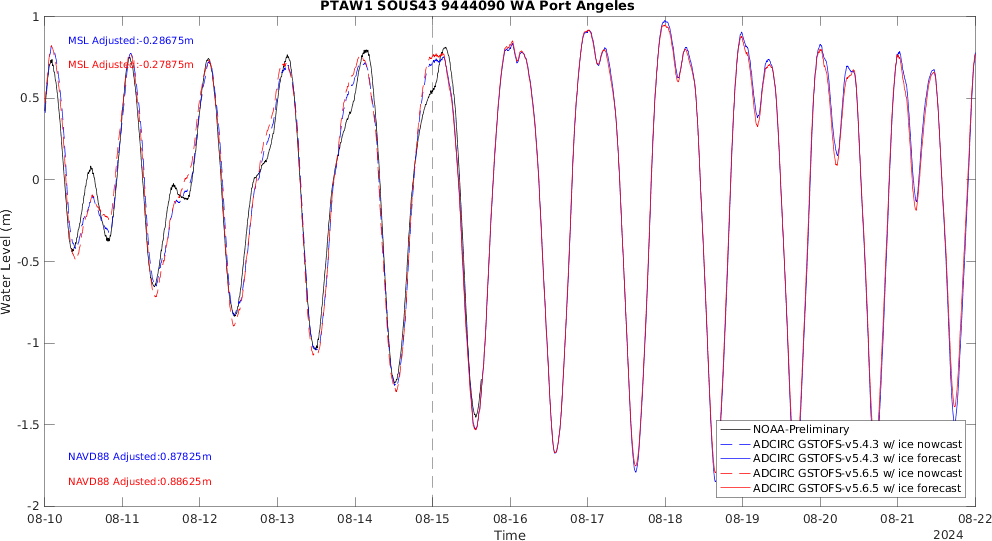 PTAW1 SOUS43 9444090 WA Port Angeles
1
0.5
0
-0.5
-1
-1.5
-2
Water Level (m)
MSL Adjusted:-0.28675m
MSL Adjusted:-0.27875m
NAVD88 Adjusted:0.87825m
NAVD88 Adjusted:0.88625m
NOAA-Preliminary
ADCIRC GSTOFS-v5.4.3 w/ ice nowcast
ADCIRC GSTOFS-v5.4.3 w/ ice forecast
ADCIRC GSTOFS-v5.6.5 w/ ice nowcast
ADCIRC GSTOFS-v5.6.5 w/ ice forecast
08-10 08-11 08-12 08-13 08-14 08-15 08-16 08-17 08-18 08-19 08-20 08-21 08-22
Time
2024